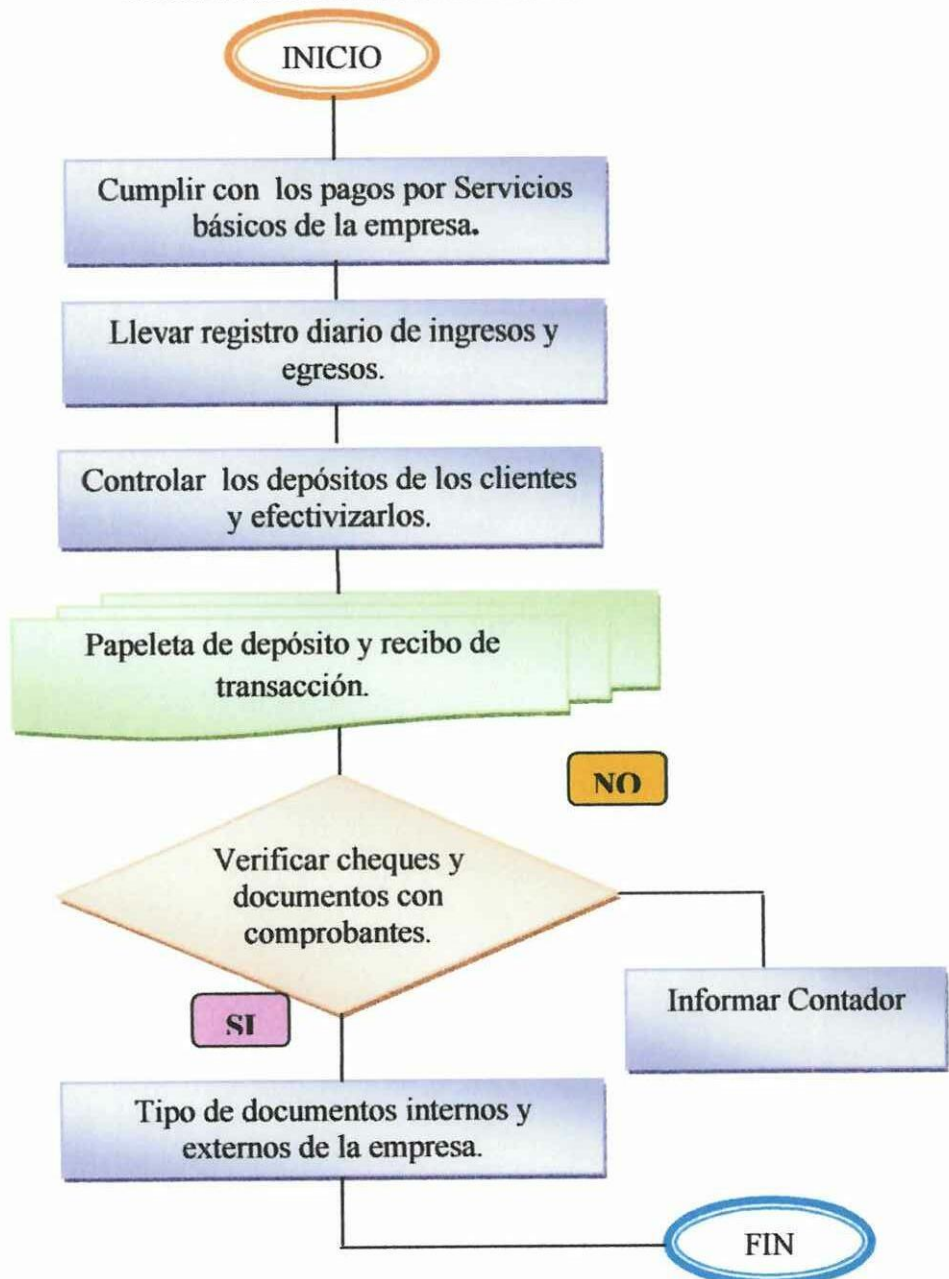 INICIO
Cumplir con los pagos por Servicios
básicos de la empresa.
Llevar registro diario de ingresos y
egresos.
Controlar los depósitos de los clientes
y efectivizarlos.
Papeleta de depósito y recibo de
transacción.
NO
Verificar cheques y
documentos con
comprobantes.
Informar Contador
SI
Tipo de documentos internos y
externos de la empresa.
FIN